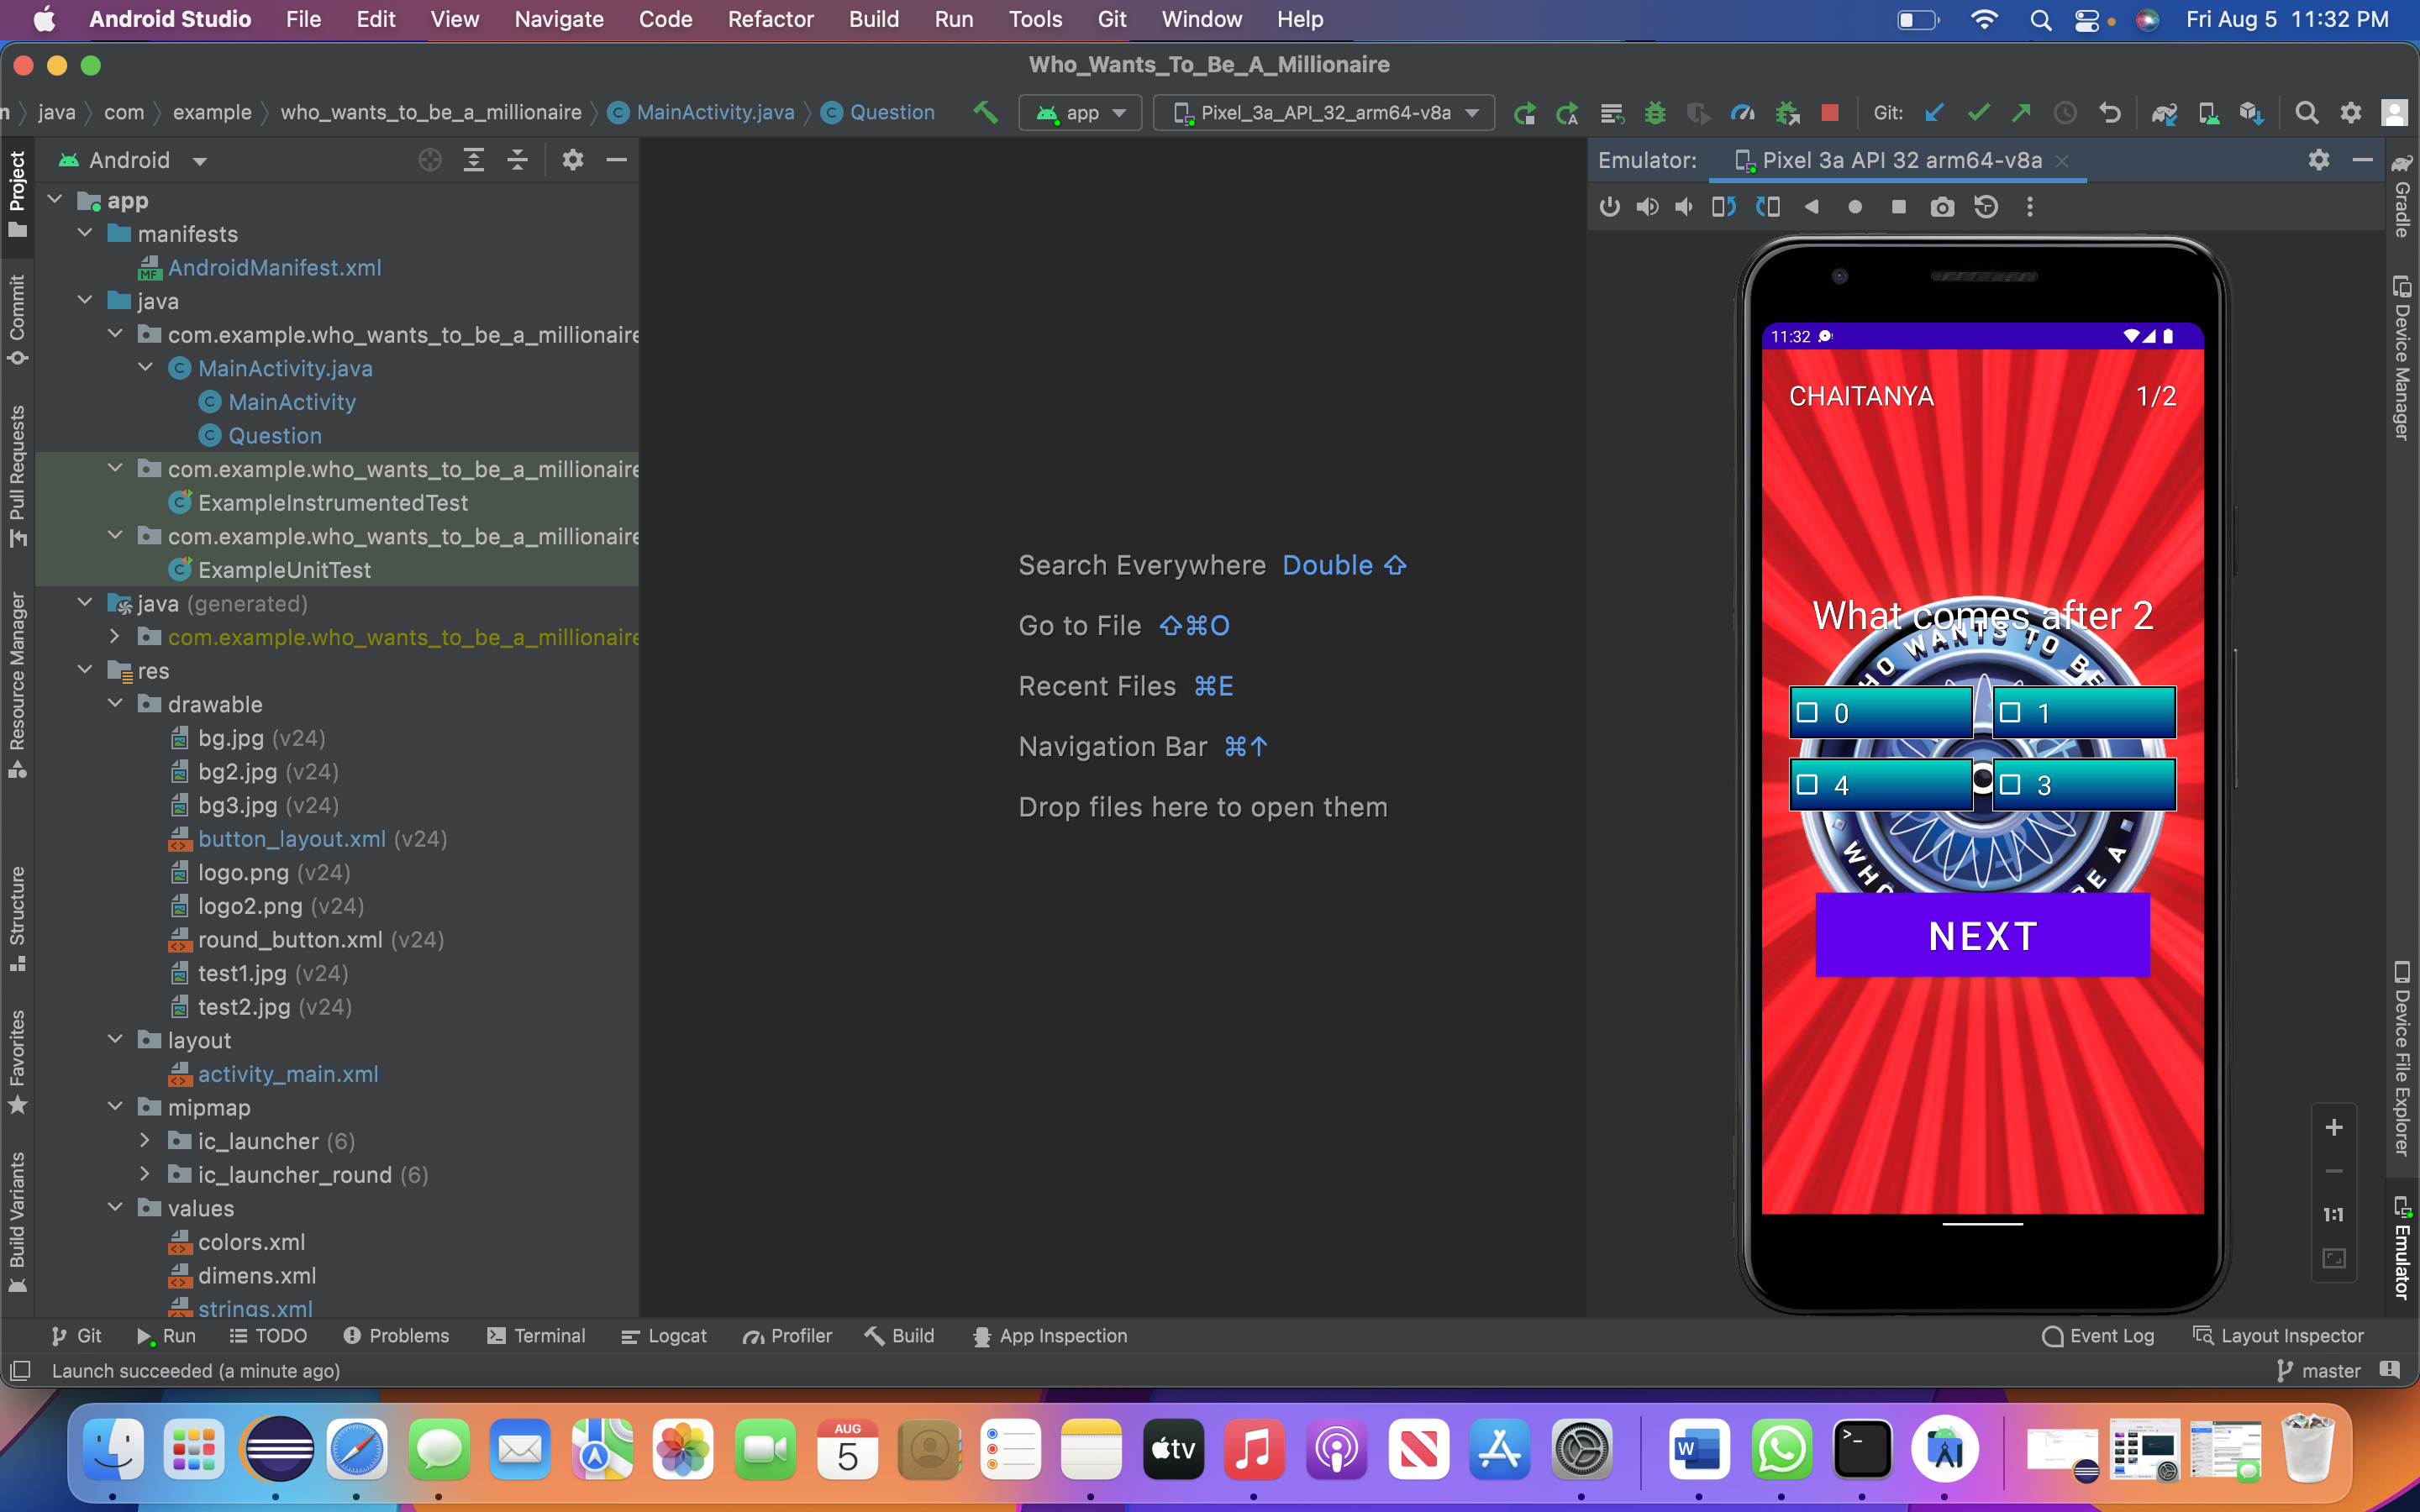 Android Studio File Edit View Navigate Code Refactor Build Run Tools Git Window Help Fri Aug 5 11:32 PM
Who_Wants_To_Be_A_Millionaire
java com example who_wants_to_be_a_millionaire MainActivity.java Question app Pixel_3a_API_32_arm64-v8a Git:
Android
Emulator: Pixel 3a API 32 arm64-v8a
Project
Commit
Pull Requests
Resource Manager
Structure
Favorites
Build Variants
app
manifests
AndroidManifest.xml
java
com.example.who_wants_to_be_a_millionaire
MainActivity.java
MainActivity
Question
com.example.who_wants_to_be_a_millionaire
ExampleInstrumentedTest
com.example.who_wants_to_be_a_millionaire
ExampleUnitTest
java (generated)
com.example.who_wants_to_be_a_millionaire
res
drawable
bg.jpg (v24)
bg2.jpg (v24)
bg3.jpg (v24)
button_layout.xml (v24)
logo.png (v24)
logo2.png (v24)
round_button.xml (v24)
test1.jpg (v24)
test2.jpg (v24)
layout
activity_main.xml
mipmap
ic_launcher (6)
ic_launcher_round (6)
values
colors.xml
dimens.xml
strings.xml
Search Everywhere Double ⇧
Go to File ⇧⌘O
Recent Files ⌘E
Navigation Bar ⌘↑
Drop files here to open them
11:32
CHAITANYA 1/2
What comes after 2
WANTS TO BE
0 1
4 3
NEXT
1:1
Gradle
Device Manager
Device File Explorer
Emulator
Git Run TODO Problems Terminal Logcat Profiler Build App Inspection Event Log Layout Inspector
Launch succeeded (a minute ago) master
AUG
5
tv
W